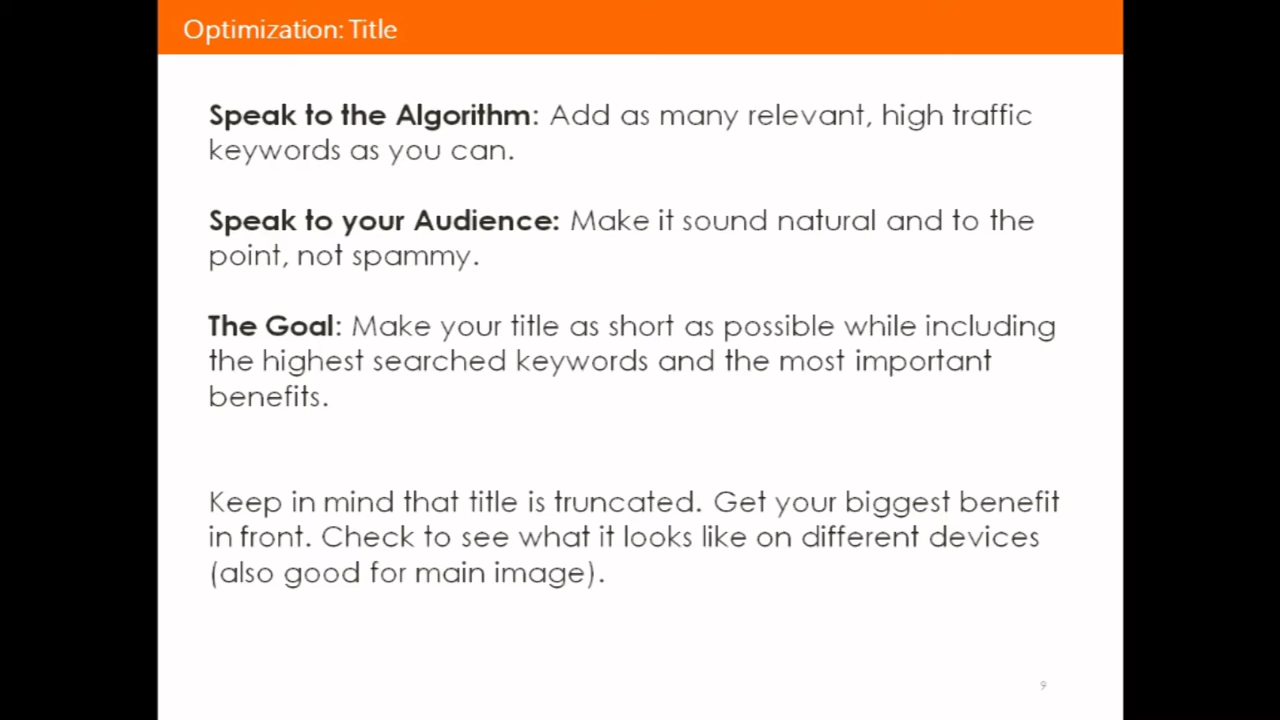 Optimization: Title
Speak to the Algorithm: Add as many relevant, high traffic
keywords as you can.
Speak to your Audience: Make it sound natural and to the
point, not spammy.
The Goal: Make your title as short as possible while including
the highest searched keywords and the most important
benefits.
Keep in mind that title is truncated. Get your biggest benefit
in front. Check to see what it looks like on different devices
(also good for main image).
9